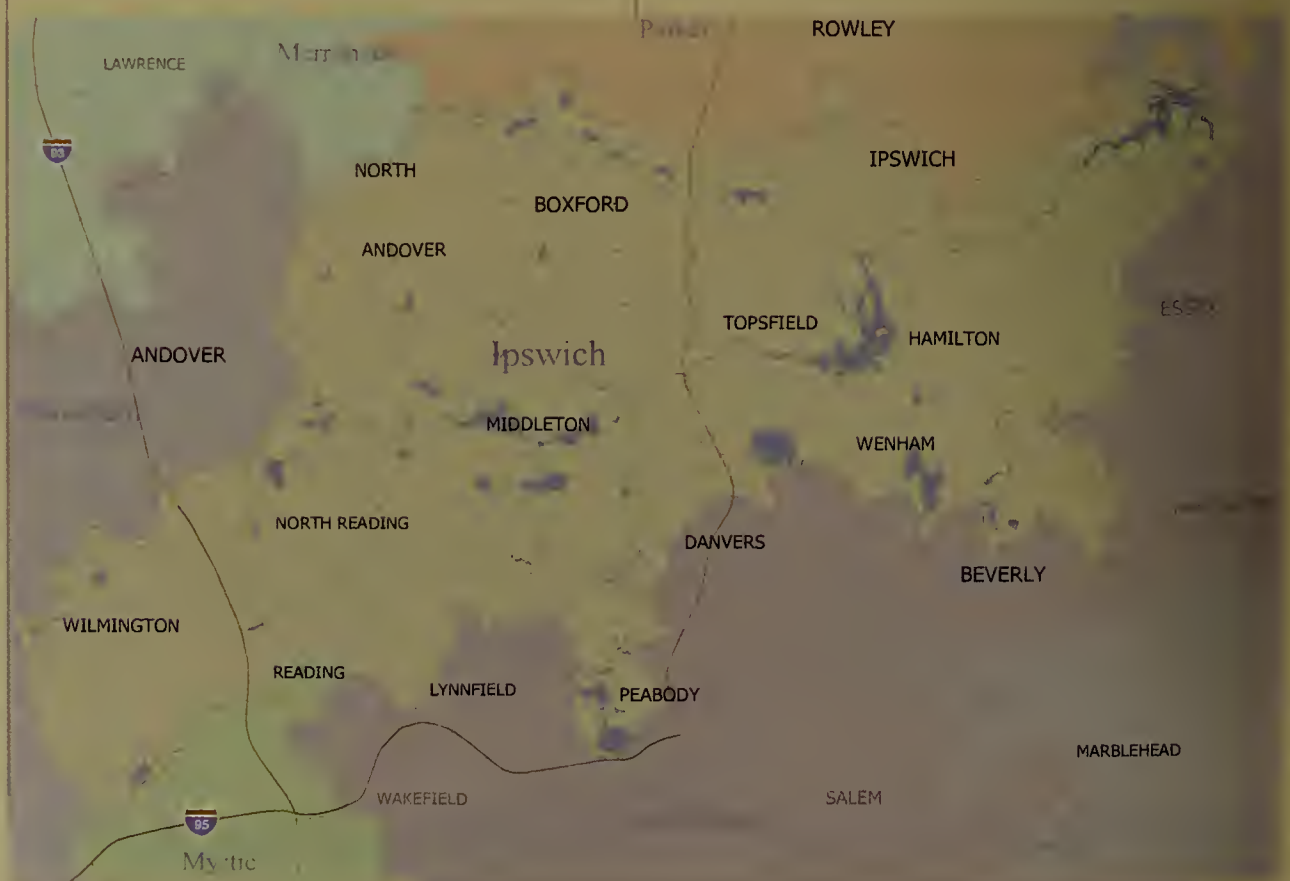 ROWLEY
LAWRENCE
93
NORTH
IPSWICH
BOXFORD
ANDOVER
TOPSFIELD
HAMILTON
ANDOVER
Ipswich
MIDDLETON
WENHAM
NORTH READING
DANVERS
BEVERLY
WILMINGTON
READING
LYNNFIELD
PEABODY
MARBLEHEAD
WAKEFIELD
SALEM
95